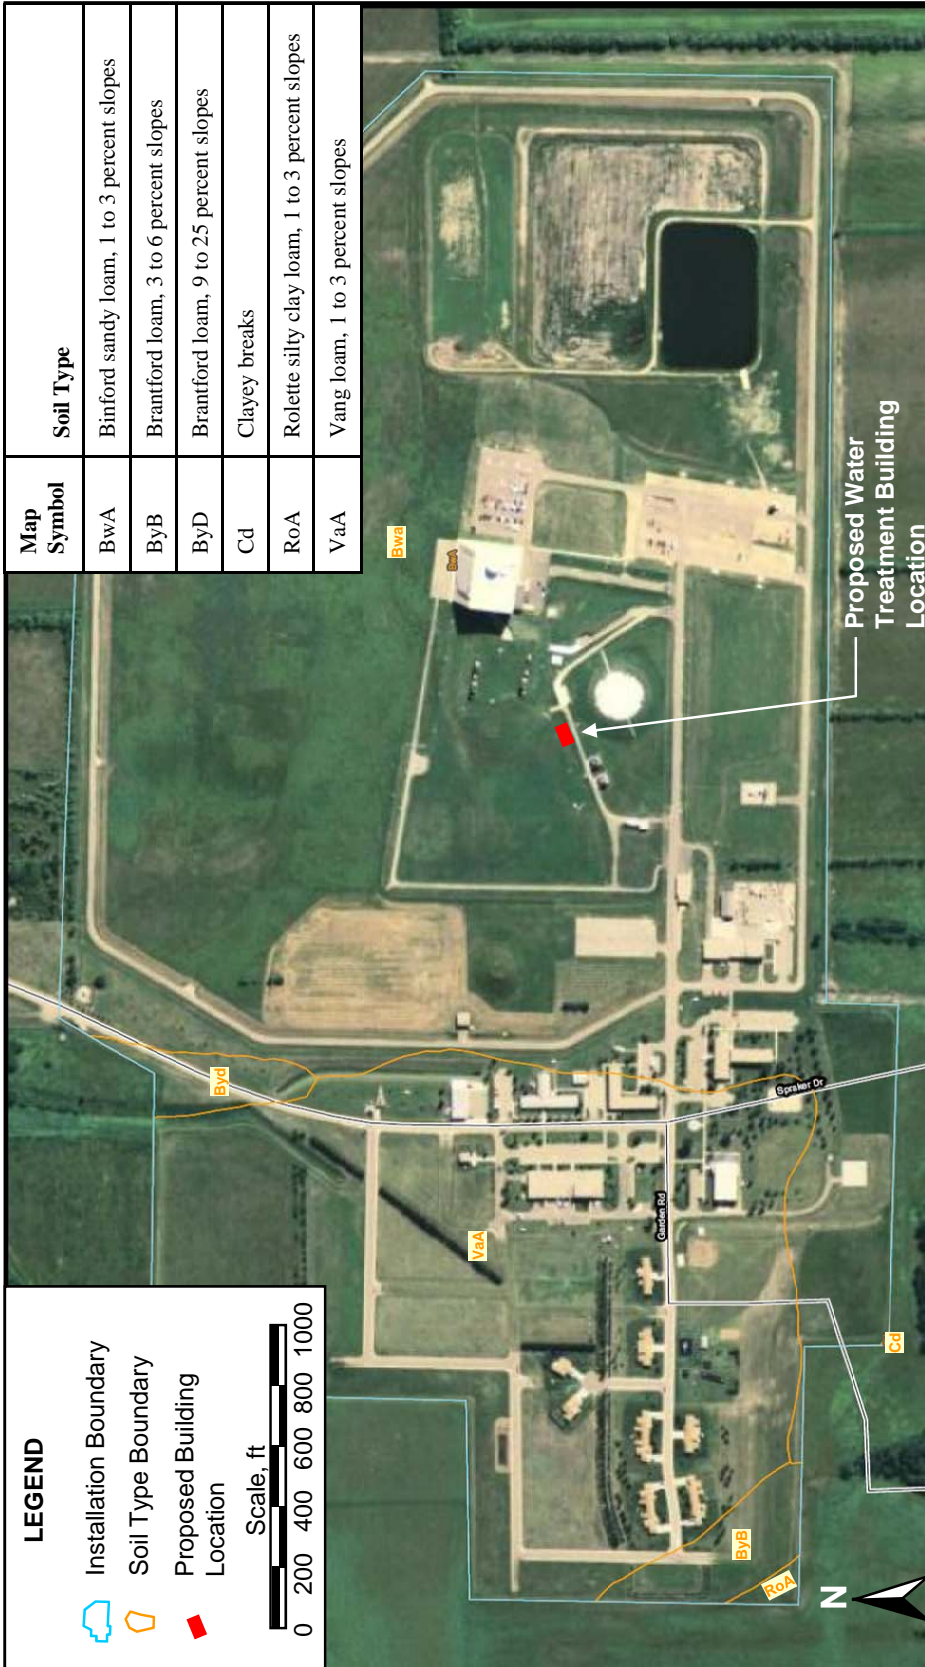 Map Symbol	Soil Type
BwA	Binford sandy loam, 1 to 3 percent slopes
ByB	Brantford loam, 3 to 6 percent slopes
ByD	Brantford loam, 9 to 25 percent slopes
Cd	Clayey breaks
RoA	Rolette silty clay loam, 1 to 3 percent slopes
VaA	Vang loam, 1 to 3 percent slopes
Bwa
BwA
Byd
VaA
Cd
ByB
RoA
Garden Rd
Spraker Dr
Proposed Water
Treatment Building
Location
LEGEND
Installation Boundary
Soil Type Boundary
Proposed Building
Location
Scale, ft
0 200 400 600 800 1000
N